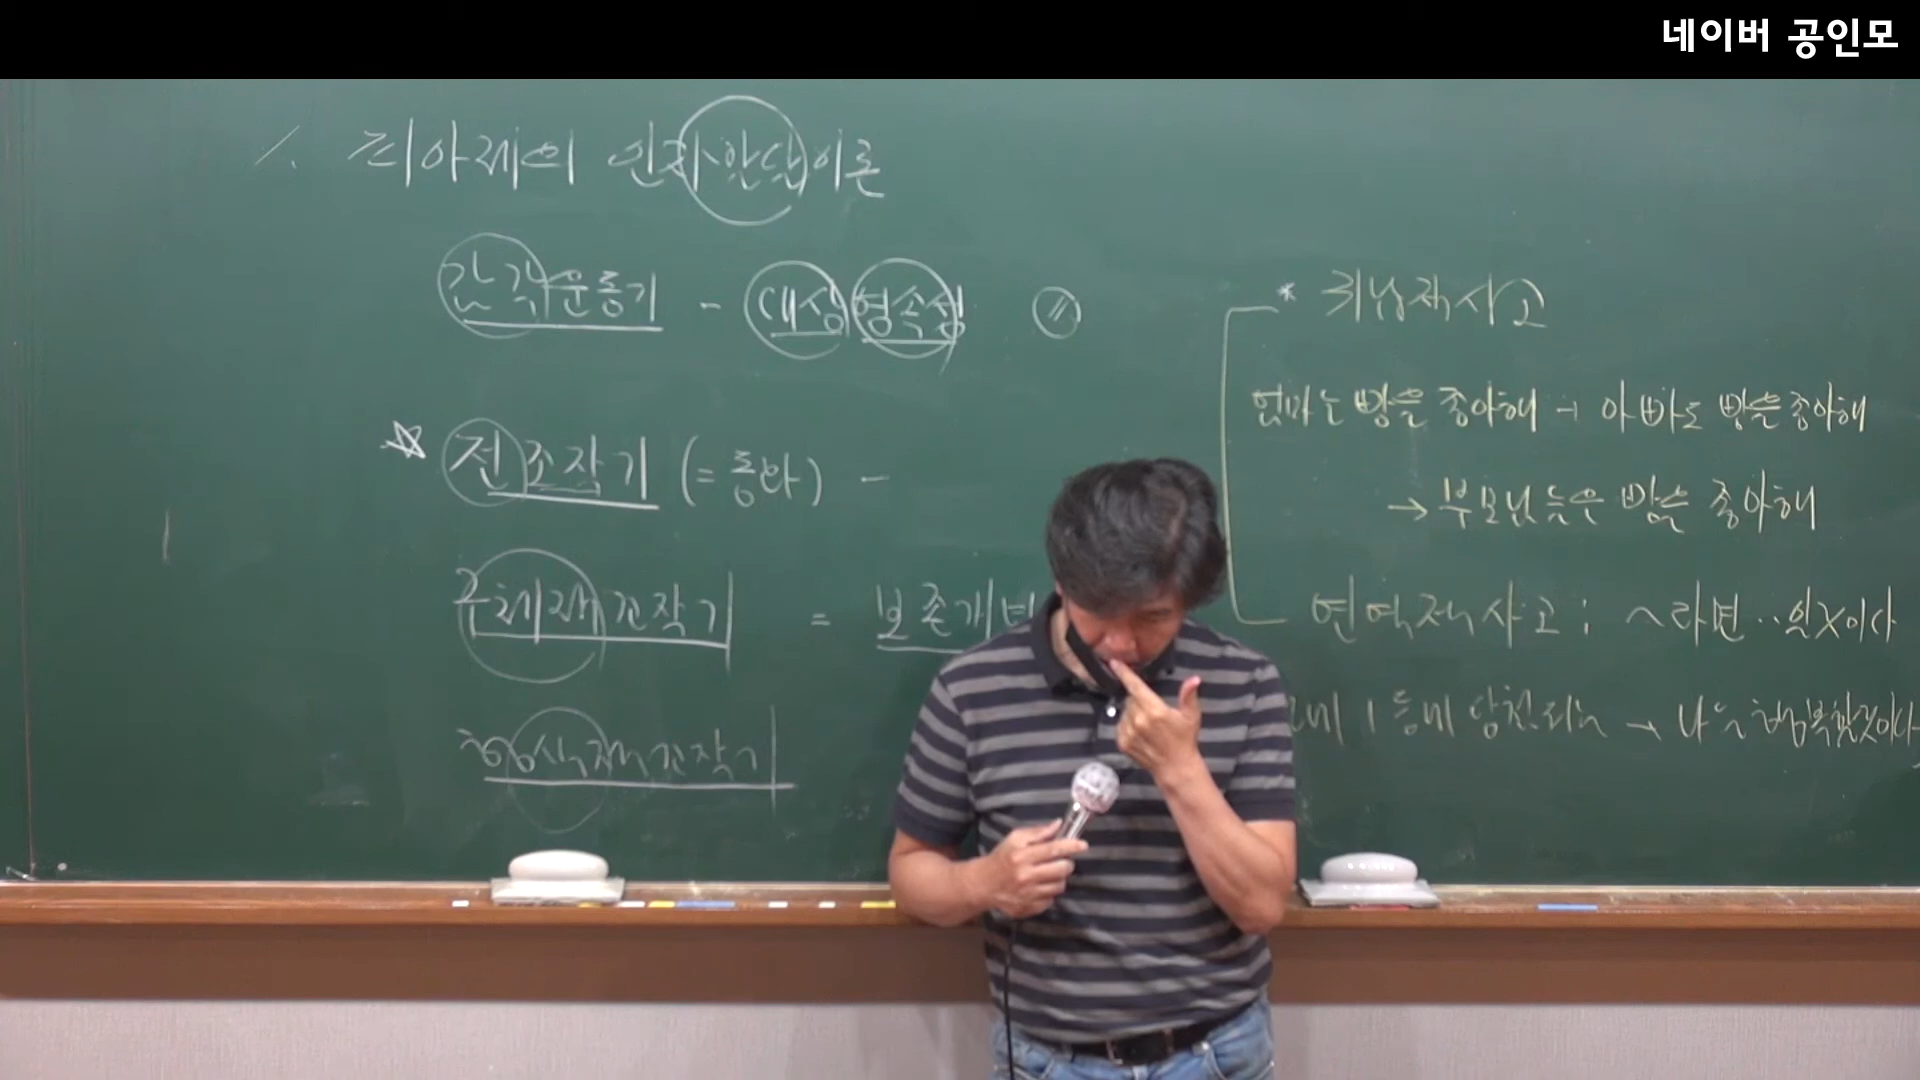 네이버 공인모
1. 피아제의 인지발달이론
감각운동기 - 대상영속성 //
☆ 전조작기 (= 동화) -
구체적조작기 = 보존개념
형식적조작기
* 귀납적사고
엄마는 빵을 좋아해 → 아빠도 빵을 좋아해
→ 부모님들은 빵을 좋아해
연역적사고 ; ~라면 ‥ 일것이다
1등에 당첨되는 → 나는 행복할것이다